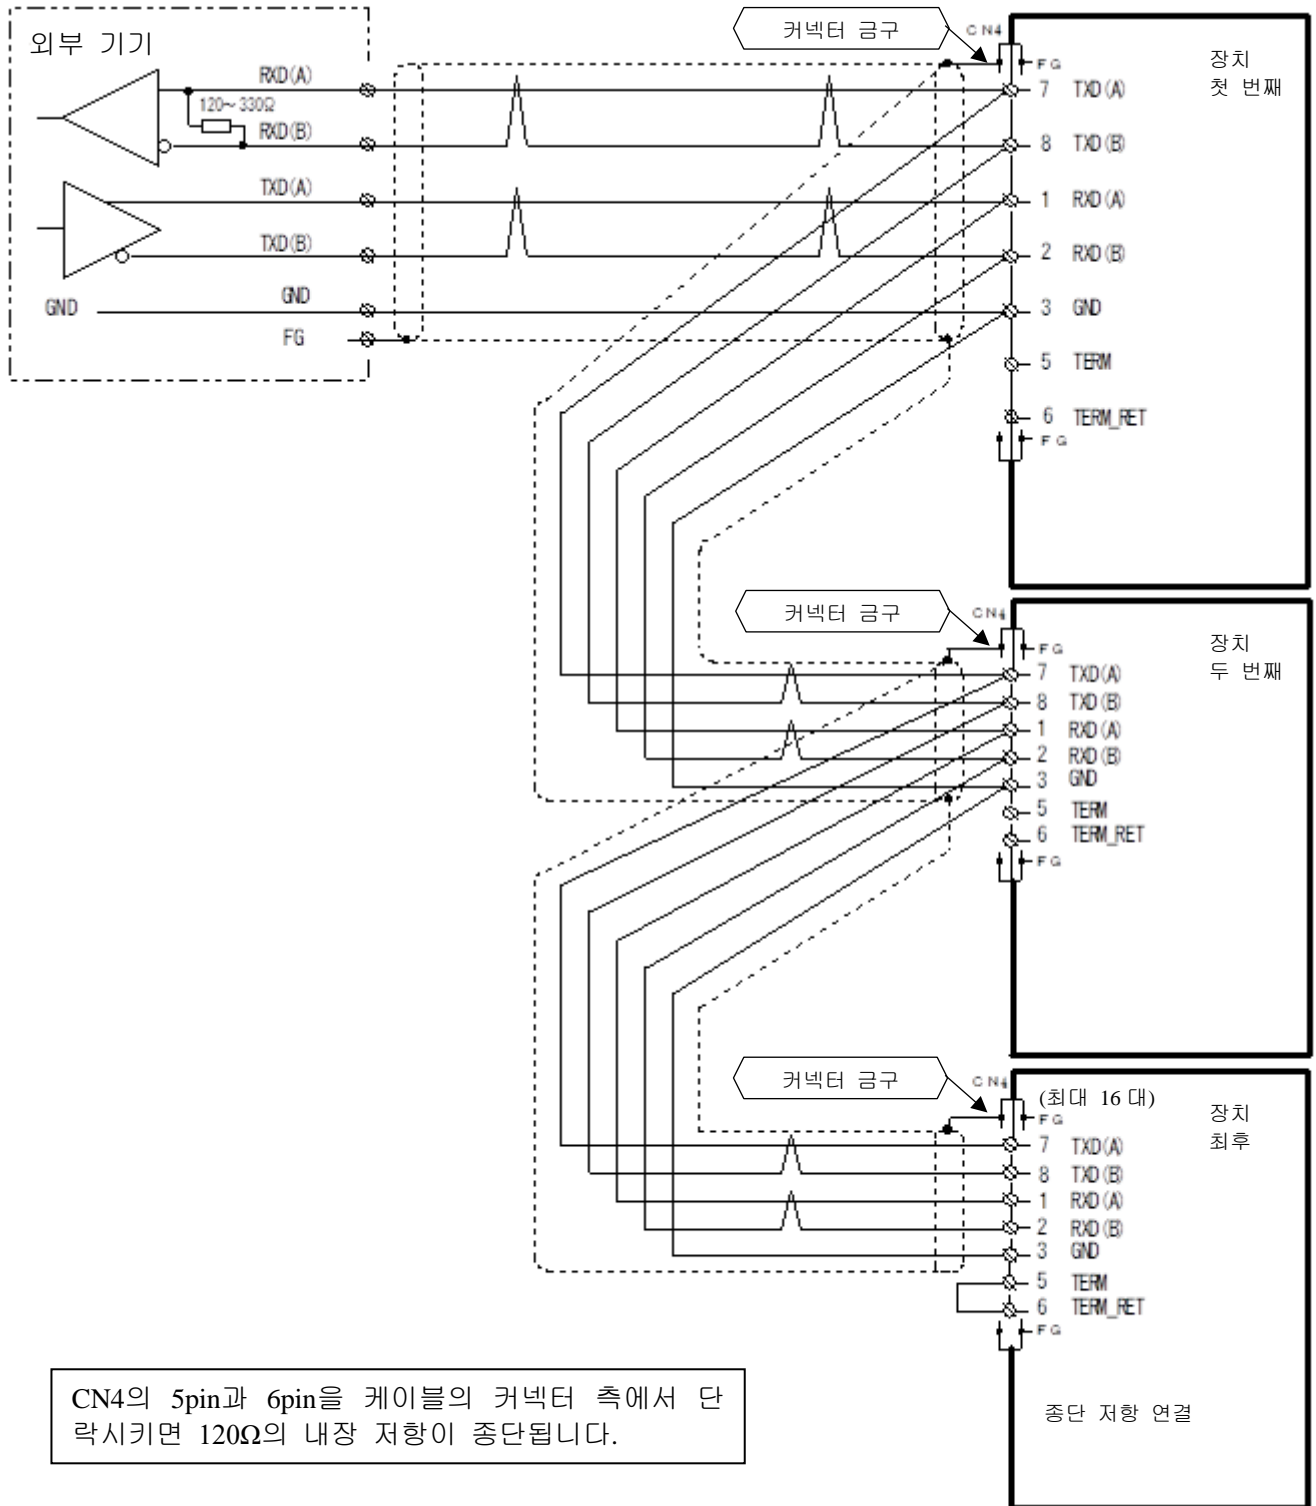 외부 기기
RXD(A)
120~330Ω
RXD(B)
TXD(A)
TXD(B)
GND
GND
FG
커넥터 금구
CN4
FG
장치
첫 번째
7 TXD(A)
8 TXD(B)
1 RXD(A)
2 RXD(B)
3 GND
5 TERM
6 TERM_RET
FG
커넥터 금구
CN4
FG
장치
두 번째
7 TXD(A)
8 TXD(B)
1 RXD(A)
2 RXD(B)
3 GND
5 TERM
6 TERM_RET
FG
커넥터 금구
CN4
(최대 16 대)
FG
장치
최후
7 TXD(A)
8 TXD(B)
1 RXD(A)
2 RXD(B)
3 GND
5 TERM
6 TERM_RET
FG
종단 저항 연결
CN4의 5pin과 6pin을 케이블의 커넥터 측에서 단
락시키면 120Ω의 내장 저항이 종단됩니다.